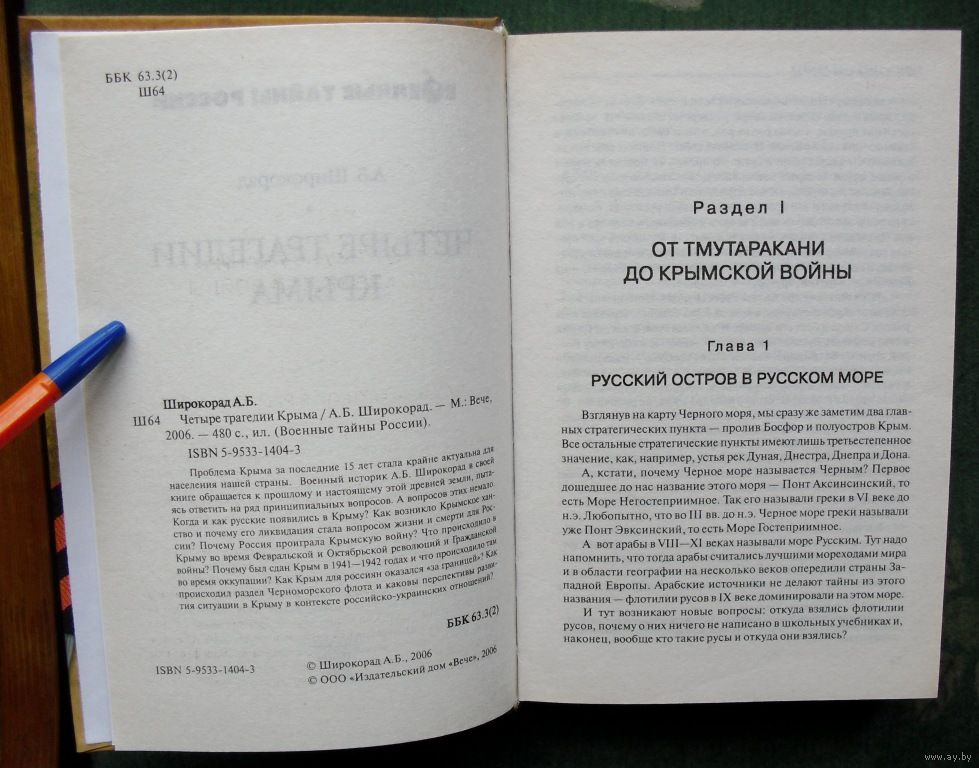 ББК 63.3(2)
Ш64
Широкорад А.Б.
Ш64 Четыре трагедии Крыма / А.Б. Широкорад. — М.: Вече,
2006. — 480 с., ил. (Военные тайны России).
ISBN 5-9533-1404-3
Проблема Крыма за последние 15 лет стала крайне актуальна для
населения нашей страны. Военный историк А.Б. Широкорад в своей
книге обращается к прошлому и настоящему этой древней земли, пыта-
ясь ответить на ряд принципиальных вопросов. А вопросов этих немало.
Когда и как русские появились в Крыму? Как возникло Крымское хан-
ство и почему его ликвидация стала вопросом жизни и смерти для Рос-
сии? Почему Россия проиграла Крымскую войну? Что происходило в
Крыму во время Февральской и Октябрьской революций и Гражданской
войны? Почему был сдан Крым в 1941—1942 годах и что происходило там
во время оккупации? Как Крым для россиян оказался «за границей»? Как
происходил раздел Черноморского флота и каковы перспективы разви-
тия ситуации в Крыму в контексте российско-украинских отношений?
ББК 63.3(2)
ISBN 5-9533-1404-3
© Широкорад А.Б., 2006
© ООО «Издательский дом «Вече», 2006
Раздел I
ОТ ТМУТАРАКАНИ
ДО КРЫМСКОЙ ВОЙНЫ
Глава 1
РУССКИЙ ОСТРОВ В РУССКОМ МОРЕ
Взглянув на карту Черного моря, мы сразу же заметим два глав-
ных стратегических пункта — пролив Босфор и полуостров Крым.
Все остальные стратегические пункты имеют лишь третьестепенное
значение, как, например, устья рек Дуная, Днестра, Днепра и Дона.
А, кстати, почему Черное море называется Черным? Первое
дошедшее до нас название этого моря — Понт Аксинсинский, то
есть Море Негостеприимное. Так его называли греки в VI веке до
н.э. Любопытно, что во III вв. до н.э. Черное море греки называли
уже Понт Эвксинский, то есть Море Гостеприимное.
А вот арабы в VIII—XI веках называли море Русским. Тут надо
напомнить, что тогда арабы считались лучшими мореходами мира
и в области географии на несколько веков опередили страны За-
падной Европы. Арабские источники не делают тайны из этого
названия — флотилии русов в IX веке доминировали на этом море.
И тут возникают новые вопросы: откуда взялись флотилии
русов, почему о них ничего не написано в школьных учебниках и,
наконец, вообще кто такие русы и откуда они взялись?
www.ay.by